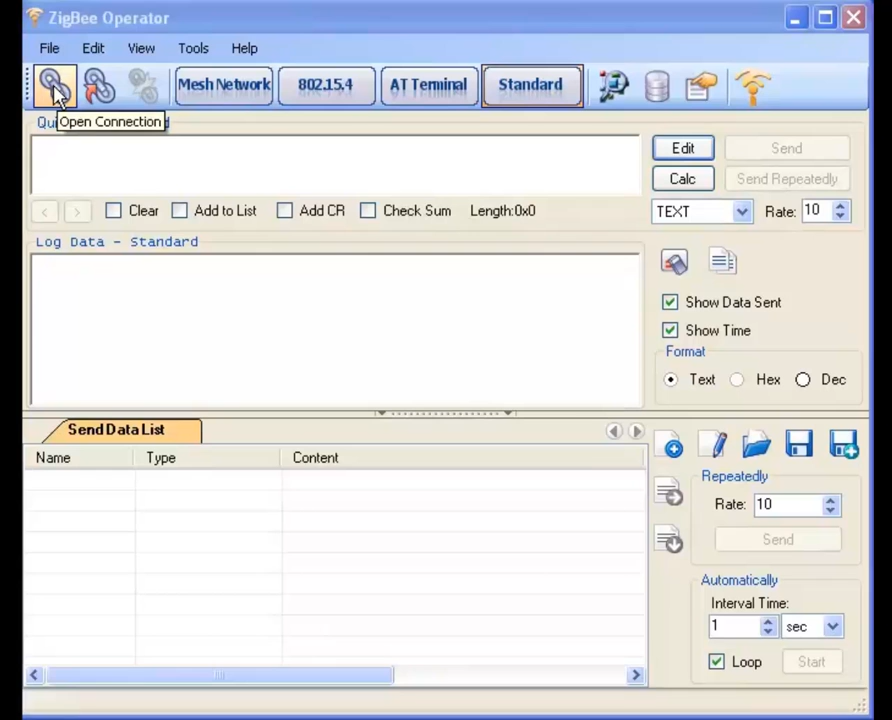 ZigBee Operator
File Edit View Tools Help
Mesh Network 802.15.4 AT Terminal Standard
Open Connection
Edit Send
Calc Send Repeatedly
< > Clear Add to List Add CR Check Sum Length:0x0 TEXT Rate: 10
Log Data - Standard
Show Data Sent
Show Time
Format
Text Hex Dec
Send Data List
Name Type Content
Repeatedly
Rate: 10
Send
Automatically
Interval Time:
1 sec
Loop Start